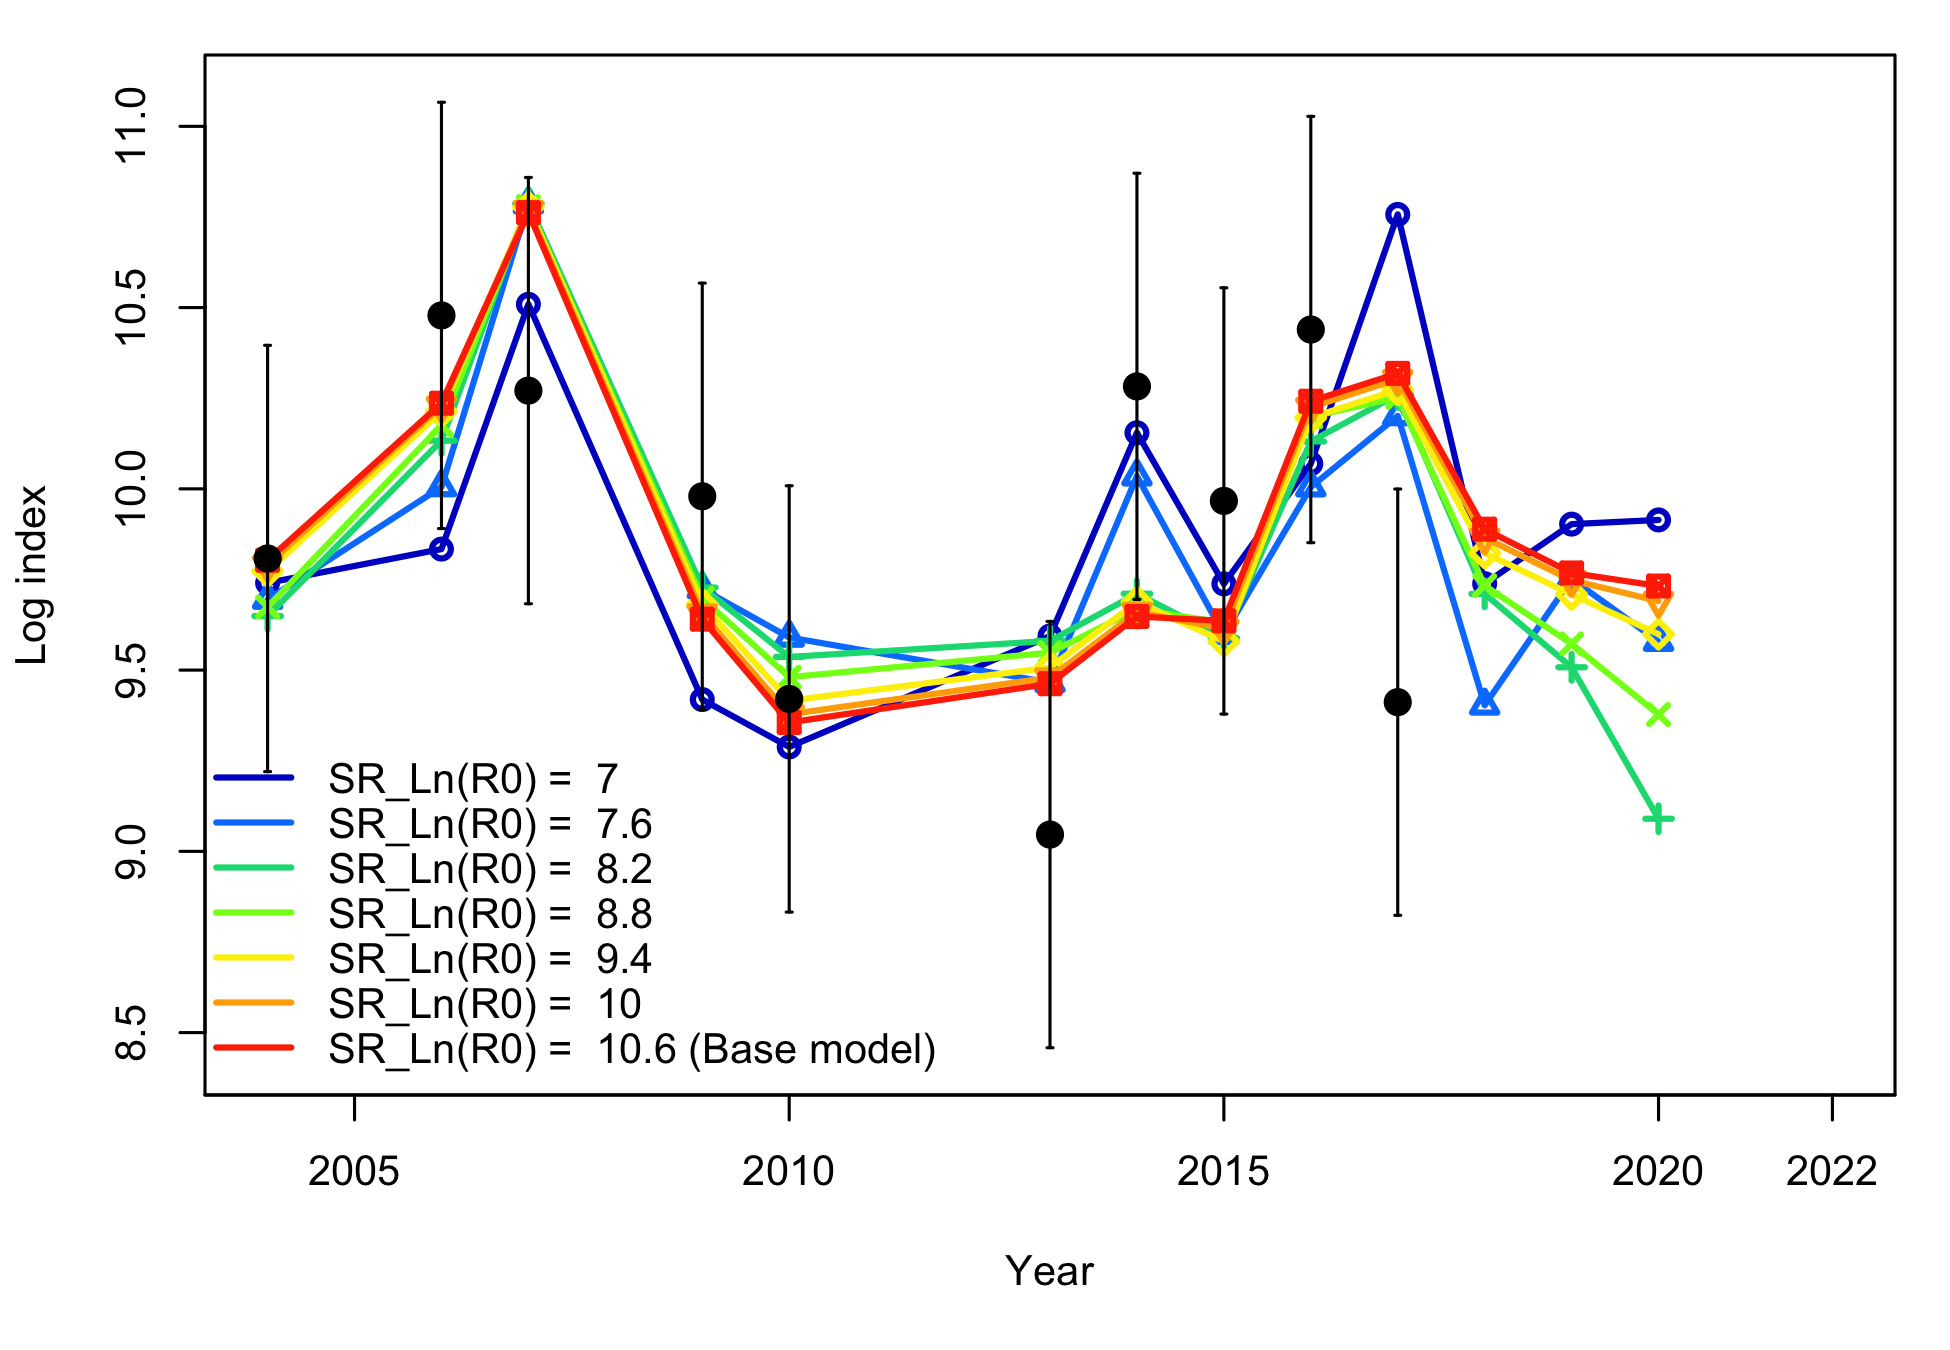 11.0
10.5
10.0
9.5
9.0
8.5
Log index
SR_Ln(R0) = 7
SR_Ln(R0) = 7.6
SR_Ln(R0) = 8.2
SR_Ln(R0) = 8.8
SR_Ln(R0) = 9.4
SR_Ln(R0) = 10
SR_Ln(R0) = 10.6 (Base model)
2005 2010 2015 2020 2022
Year